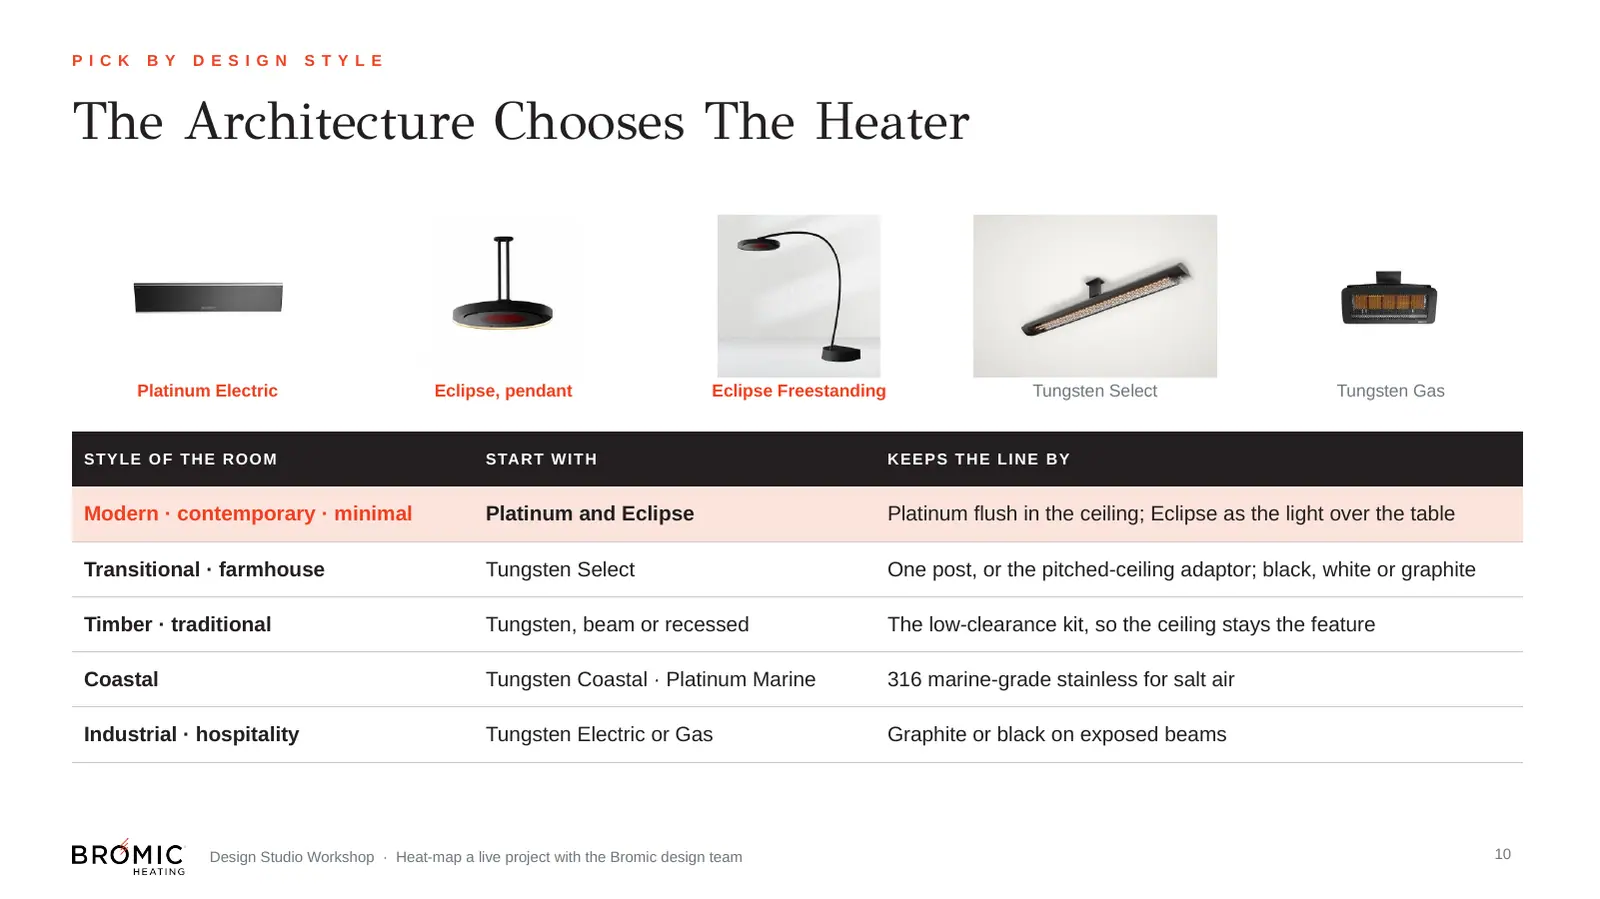 PICK BY DESIGN STYLE
The Architecture Chooses The Heater
Platinum Electric
Eclipse, pendant
Eclipse Freestanding
Tungsten Select
Tungsten Gas
STYLE OF THE ROOM START WITH KEEPS THE LINE BY
Modern · contemporary · minimal Platinum and Eclipse Platinum flush in the ceiling; Eclipse as the light over the table
Transitional · farmhouse Tungsten Select One post, or the pitched-ceiling adaptor; black, white or graphite
Timber · traditional Tungsten, beam or recessed The low-clearance kit, so the ceiling stays the feature
Coastal Tungsten Coastal · Platinum Marine 316 marine-grade stainless for salt air
Industrial · hospitality Tungsten Electric or Gas Graphite or black on exposed beams
BROMIC
HEATING
Design Studio Workshop · Heat-map a live project with the Bromic design team
10